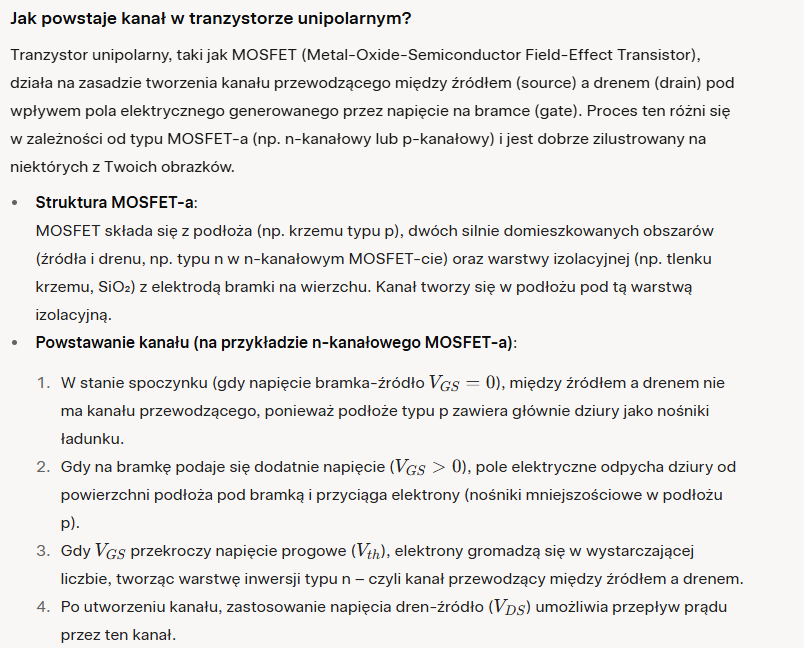 Jak powstaje kanał w tranzystorze unipolarnym?
Tranzystor unipolarny, taki jak MOSFET (Metal-Oxide-Semiconductor Field-Effect Transistor),
działa na zasadzie tworzenia kanału przewodzącego między źródłem (source) a drenem (drain) pod
wpływem pola elektrycznego generowanego przez napięcie na bramce (gate). Proces ten różni się
w zależności od typu MOSFET-a (np. n-kanałowy lub p-kanałowy) i jest dobrze zilustrowany na
niektórych z Twoich obrazków.
• Struktura MOSFET-a:
MOSFET składa się z podłoża (np. krzemu typu p), dwóch silnie domieszkowanych obszarów
(źródła i drenu, np. typu n w n-kanałowym MOSFET-cie) oraz warstwy izolacyjnej (np. tlenku
krzemu, SiO₂) z elektrodą bramki na wierzchu. Kanał tworzy się w podłożu pod tą warstwą
izolacyjną.
• Powstawanie kanału (na przykładzie n-kanałowego MOSFET-a):
1. W stanie spoczynku (gdy napięcie bramka-źródło V_{GS} = 0), między źródłem a drenem nie
ma kanału przewodzącego, ponieważ podłoże typu p zawiera głównie dziury jako nośniki
ładunku.
2. Gdy na bramkę podaje się dodatnie napięcie (V_{GS} > 0), pole elektryczne odpycha dziury od
powierzchni podłoża pod bramką i przyciąga elektrony (nośniki mniejszościowe w podłożu
p).
3. Gdy V_{GS} przekroczy napięcie progowe (V_{th}), elektrony gromadzą się w wystarczającej
liczbie, tworząc warstwę inwersji typu n – czyli kanał przewodzący między źródłem a drenem.
4. Po utworzeniu kanału, zastosowanie napięcia dren-źródło (V_{DS}) umożliwia przepływ prądu
przez ten kanał.